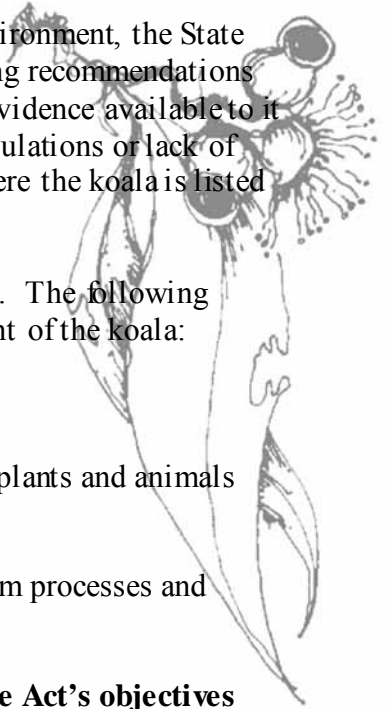 ironment, the State
ng recommendations
vidence available to it
ulations or lack of
ere the koala is listed
. The following
nt of the koala:
plants and animals
m processes and
e Act's objectives